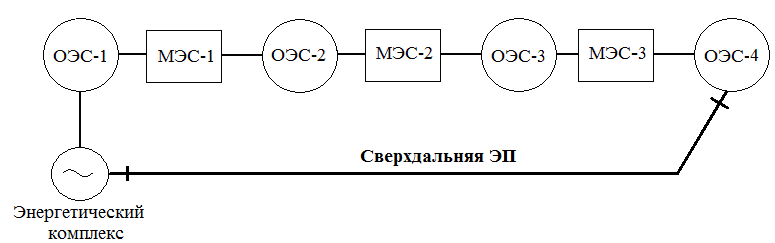 ОЭС-1
МЭС-1
ОЭС-2
МЭС-2
ОЭС-3
МЭС-3
ОЭС-4
Сверхдальняя ЭП
Энергетический
комплекс